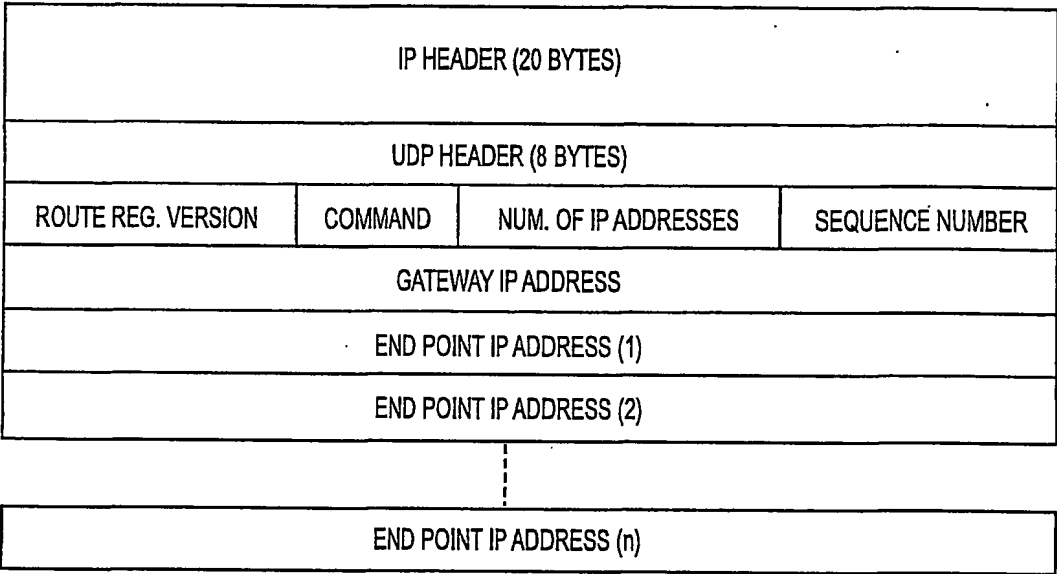 IP HEADER (20 BYTES)
UDP HEADER (8 BYTES)
ROUTE REG. VERSION COMMAND NUM. OF IP ADDRESSES SEQUENCE NUMBER
GATEWAY IP ADDRESS
END POINT IP ADDRESS (1)
END POINT IP ADDRESS (2)
END POINT IP ADDRESS (n)